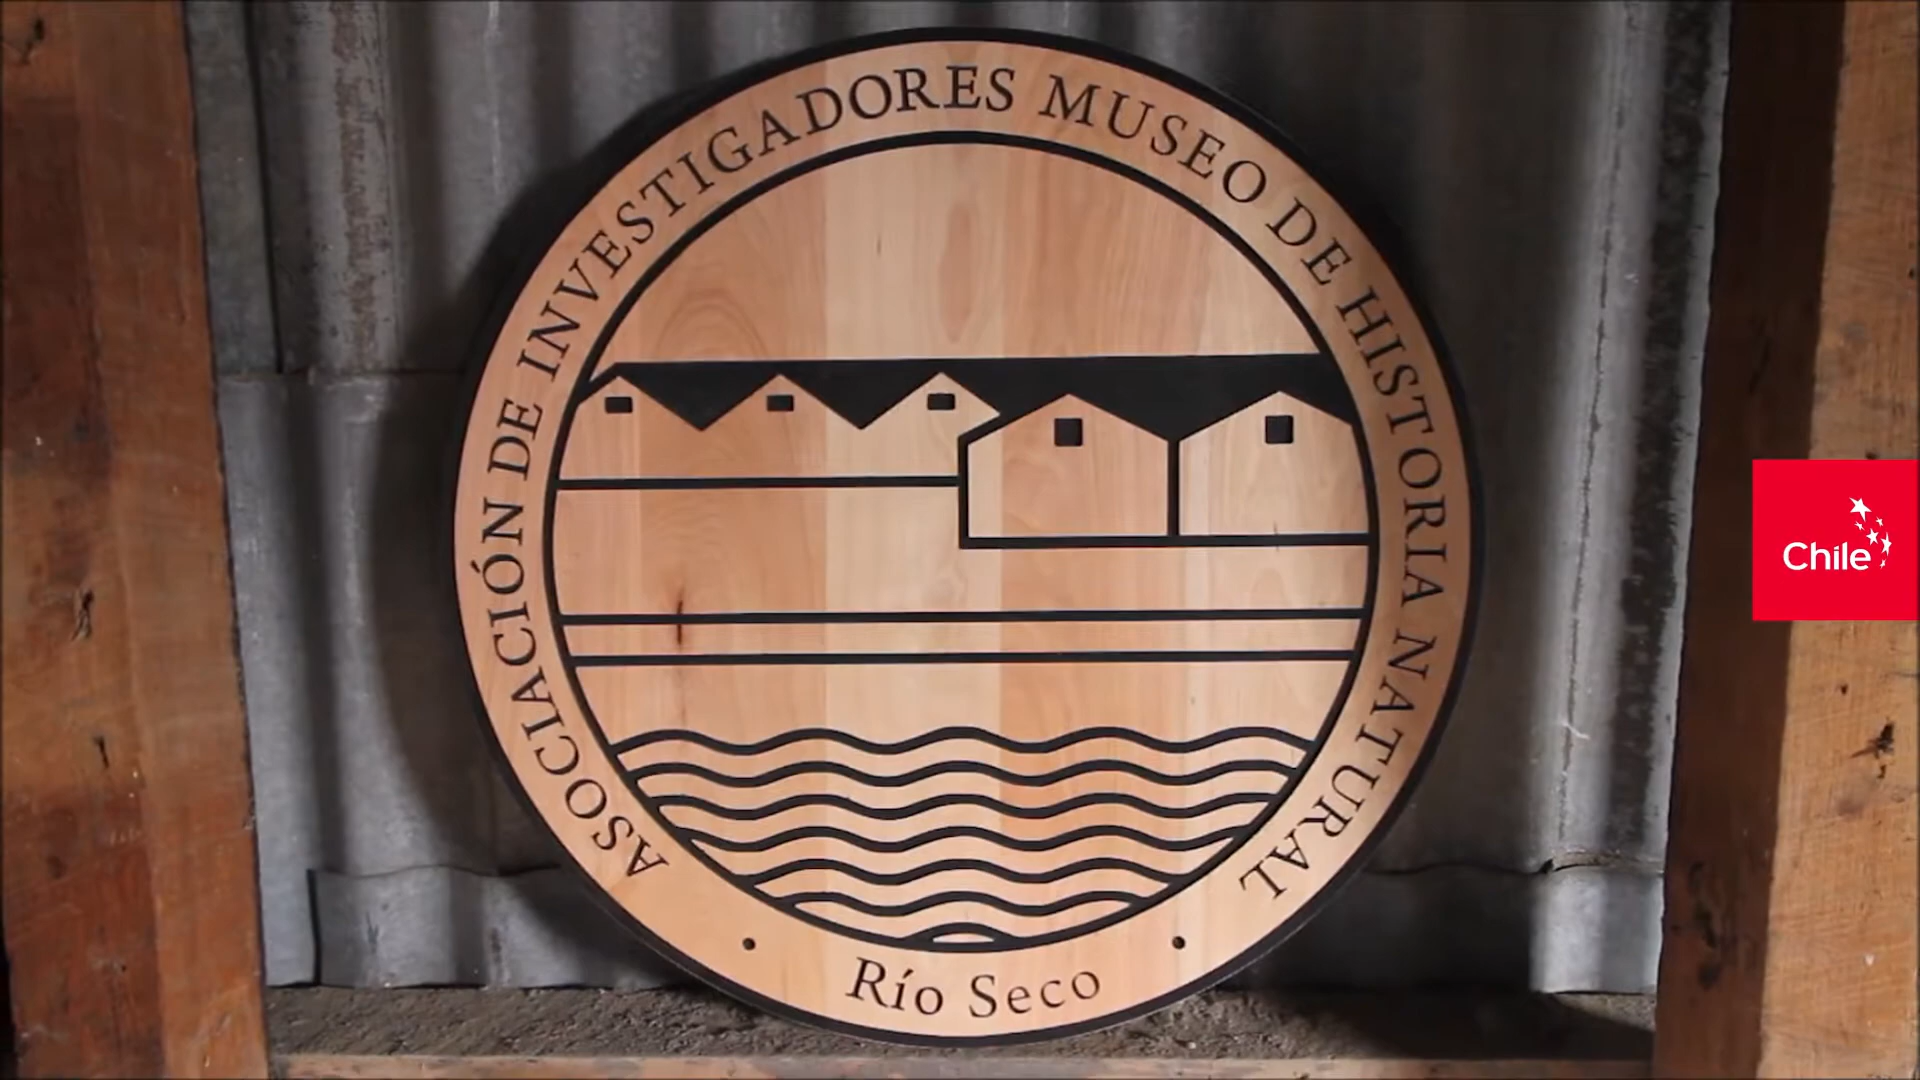 ASOCIACIÓN DE INVESTIGADORES MUSEO DE HISTORIA NATURAL
Río Seco
Chile